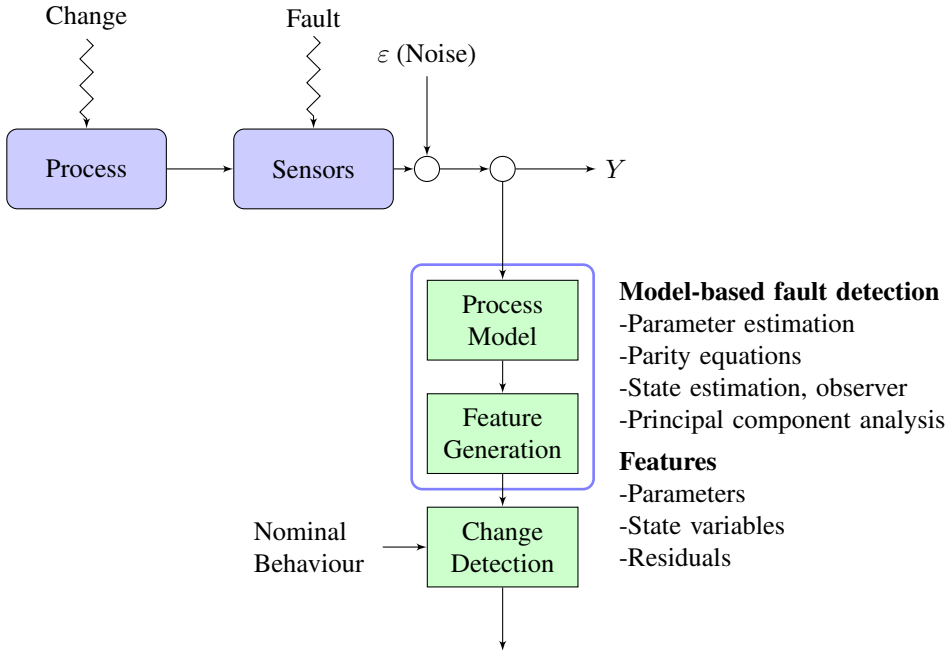 Change
Fault
ε (Noise)
Process
Sensors
Y
Process
Model
Feature
Generation
Model-based fault detection
-Parameter estimation
-Parity equations
-State estimation, observer
-Principal component analysis
Features
-Parameters
-State variables
-Residuals
Nominal
Behaviour
Change
Detection